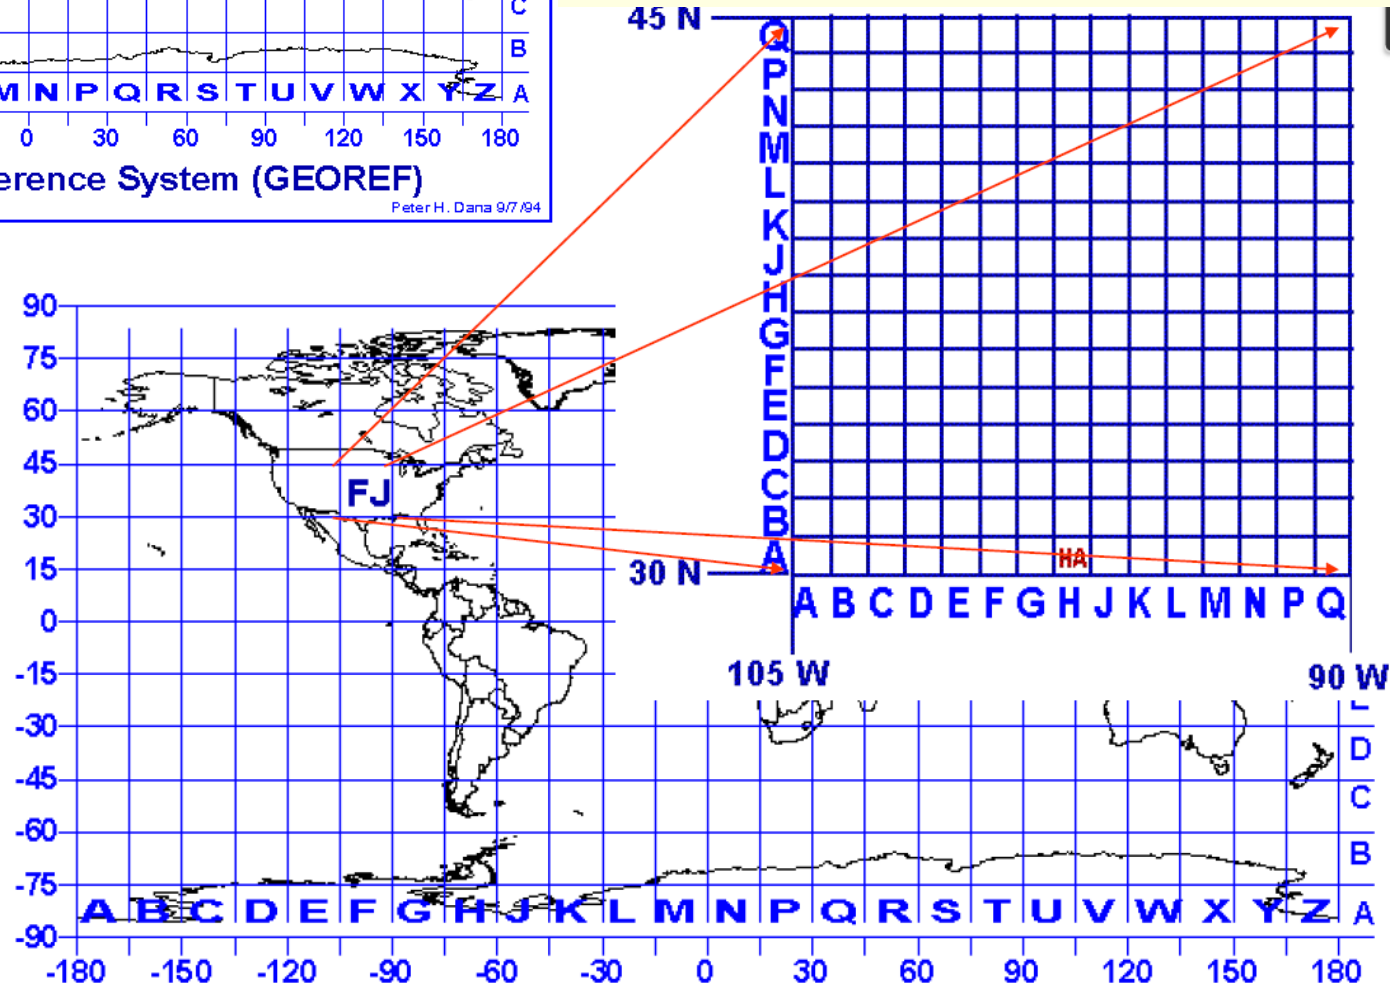 C
B
M N P Q R S T U V W X Y Z A
0 30 60 90 120 150 180
erence System (GEOREF)
Peter H. Dana 9/7/94
45 N
Q
P
N
M
L
K
J
H
G
F
E
D
C
B
A
30 N
HA
A B C D E F G H J K L M N P Q
105 W 90 W
90
75
60
45
30
15
0
-15
-30
-45
-60
-75
-90
FJ
D
C
B
A B C D E F G H J K L M N P Q R S T U V W X Y Z A
-180 -150 -120 -90 -60 -30 0 30 60 90 120 150 180